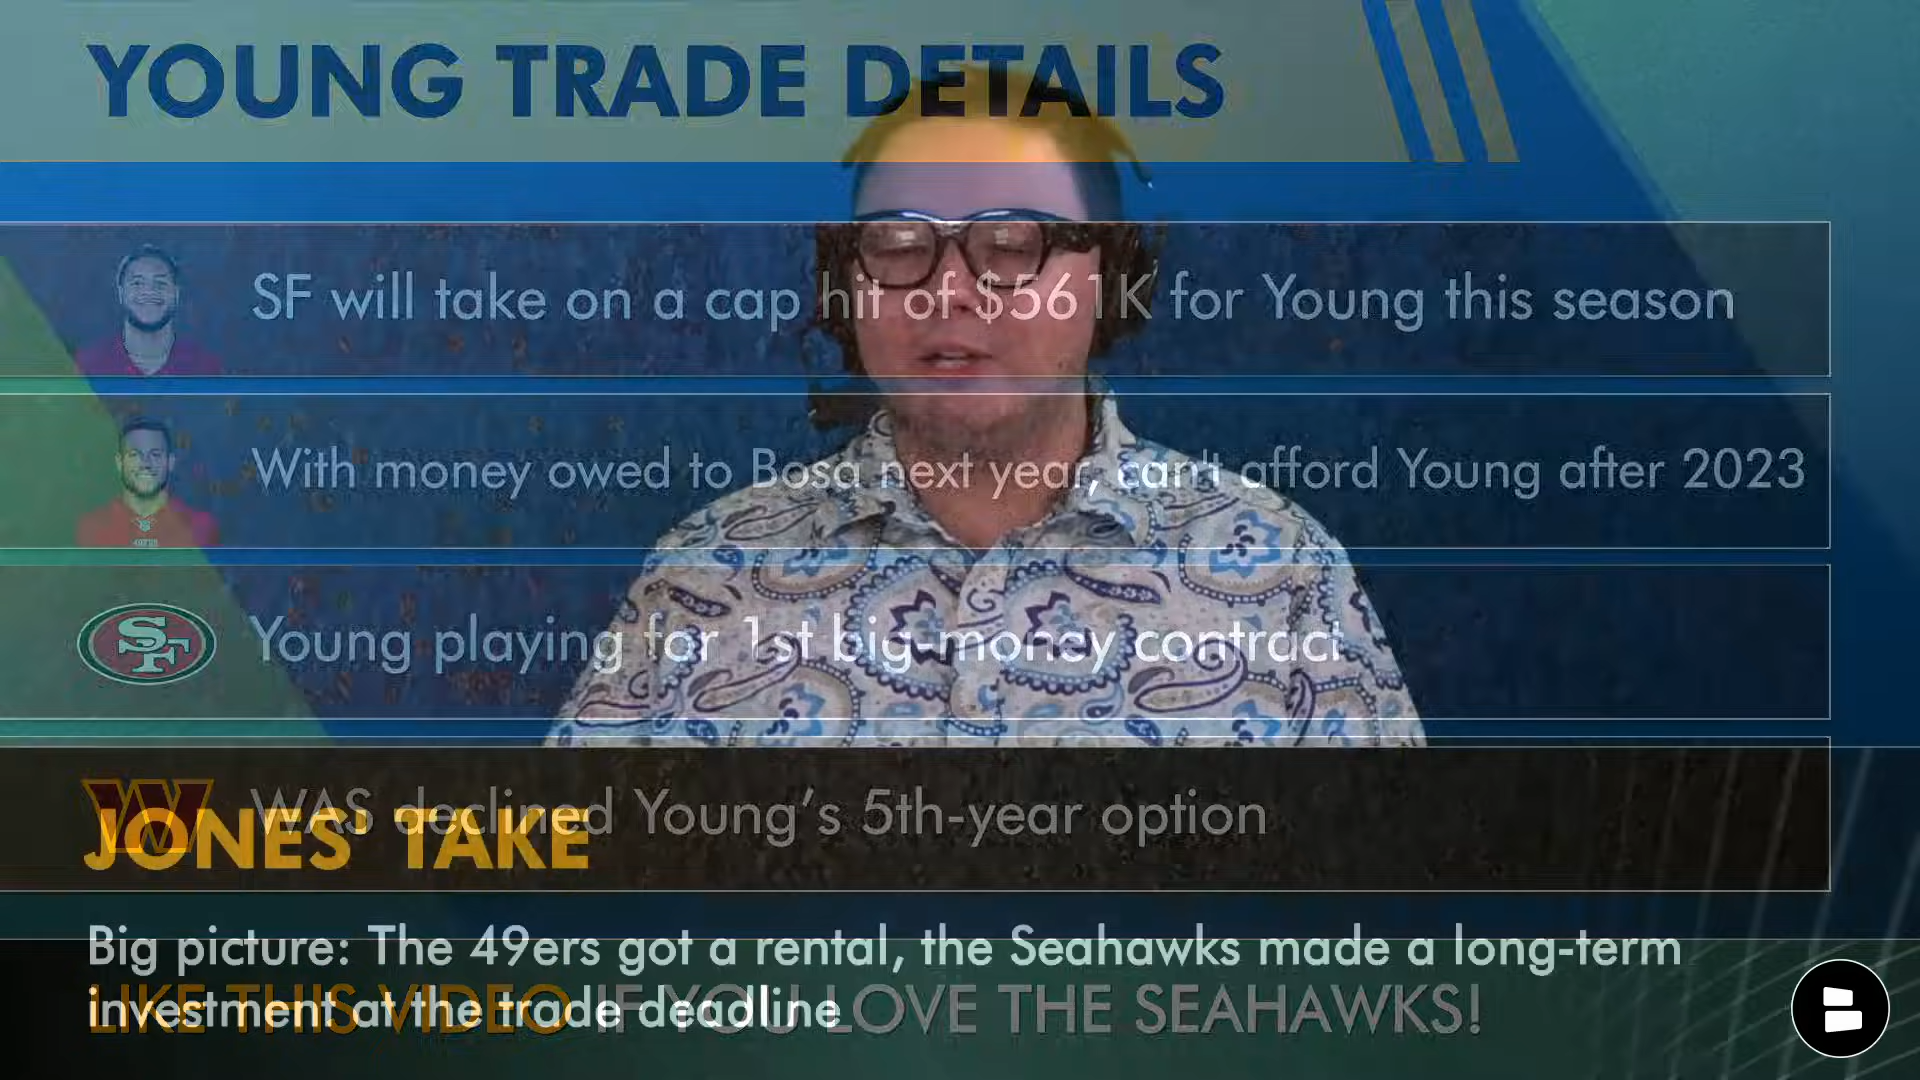 YOUNG TRADE DETAILS
SF will take on a cap hit of $561K for Young this season
With money owed to Bosa next year, can't afford Young after 2023
SF
Young playing for 1st big-money contract
W
WAS declined Young's 5th-year option
JONES' TAKE
Big picture: The 49ers got a rental, the Seahawks made a long-term
investment at the trade deadline
LIKE THIS VIDEO IF YOU LOVE THE SEAHAWKS!